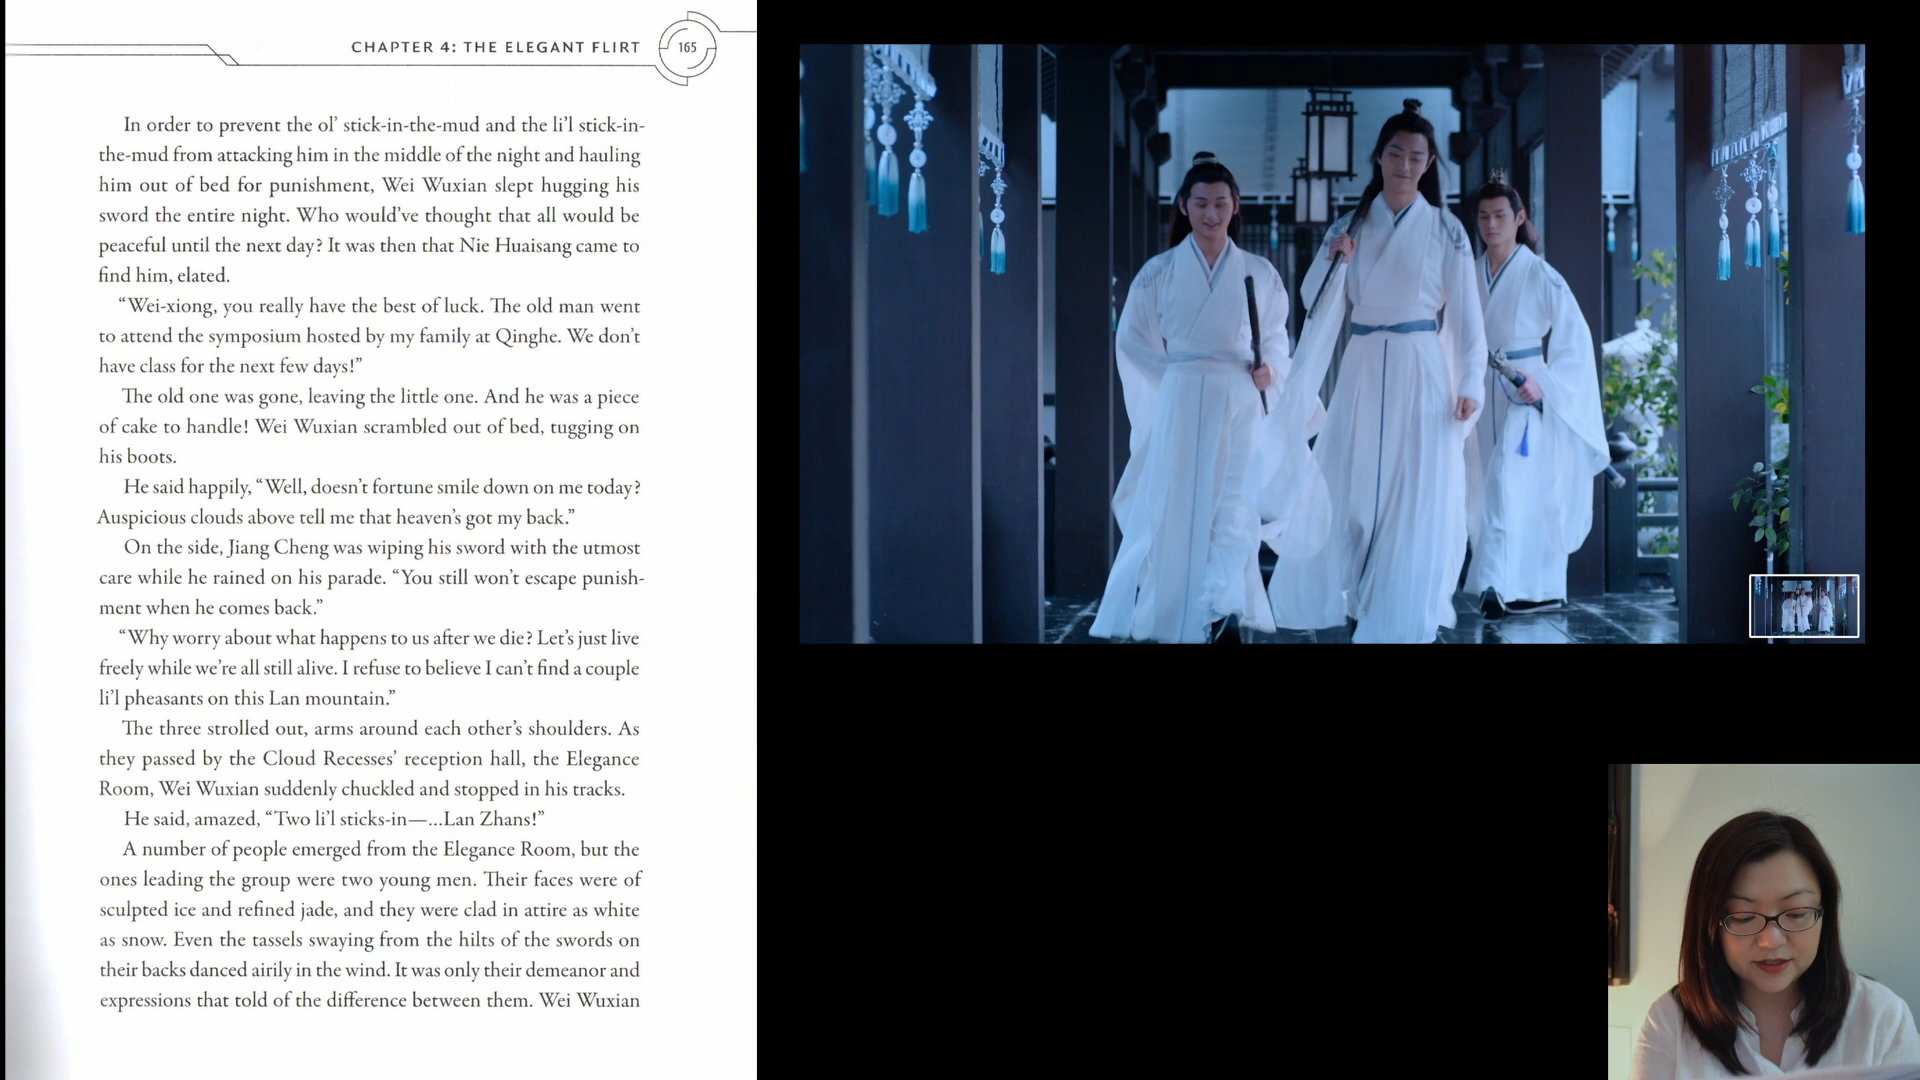 CHAPTER 4: THE ELEGANT FLIRT 165
In order to prevent the ol’ stick-in-the-mud and the li’l stick-in-
the-mud from attacking him in the middle of the night and hauling
him out of bed for punishment, Wei Wuxian slept hugging his
sword the entire night. Who would’ve thought that all would be
peaceful until the next day? It was then that Nie Huaisang came to
find him, elated.
“Wei-xiong, you really have the best of luck. The old man went
to attend the symposium hosted by my family at Qinghe. We don’t
have class for the next few days!”
The old one was gone, leaving the little one. And he was a piece
of cake to handle! Wei Wuxian scrambled out of bed, tugging on
his boots.
He said happily, “Well, doesn’t fortune smile down on me today?
Auspicious clouds above tell me that heaven’s got my back.”
On the side, Jiang Cheng was wiping his sword with the utmost
care while he rained on his parade. “You still won’t escape punish-
ment when he comes back.”
“Why worry about what happens to us after we die? Let’s just live
freely while we’re all still alive. I refuse to believe I can’t find a couple
li’l pheasants on this Lan mountain.”
The three strolled out, arms around each other’s shoulders. As
they passed by the Cloud Recesses’ reception hall, the Elegance
Room, Wei Wuxian suddenly chuckled and stopped in his tracks.
He said, amazed, “Two li’l sticks-in—...Lan Zhans!”
A number of people emerged from the Elegance Room, but the
ones leading the group were two young men. Their faces were of
sculpted ice and refined jade, and they were clad in attire as white
as snow. Even the tassels swaying from the hilts of the swords on
their backs danced airily in the wind. It was only their demeanor and
expressions that told of the difference between them. Wei Wuxian